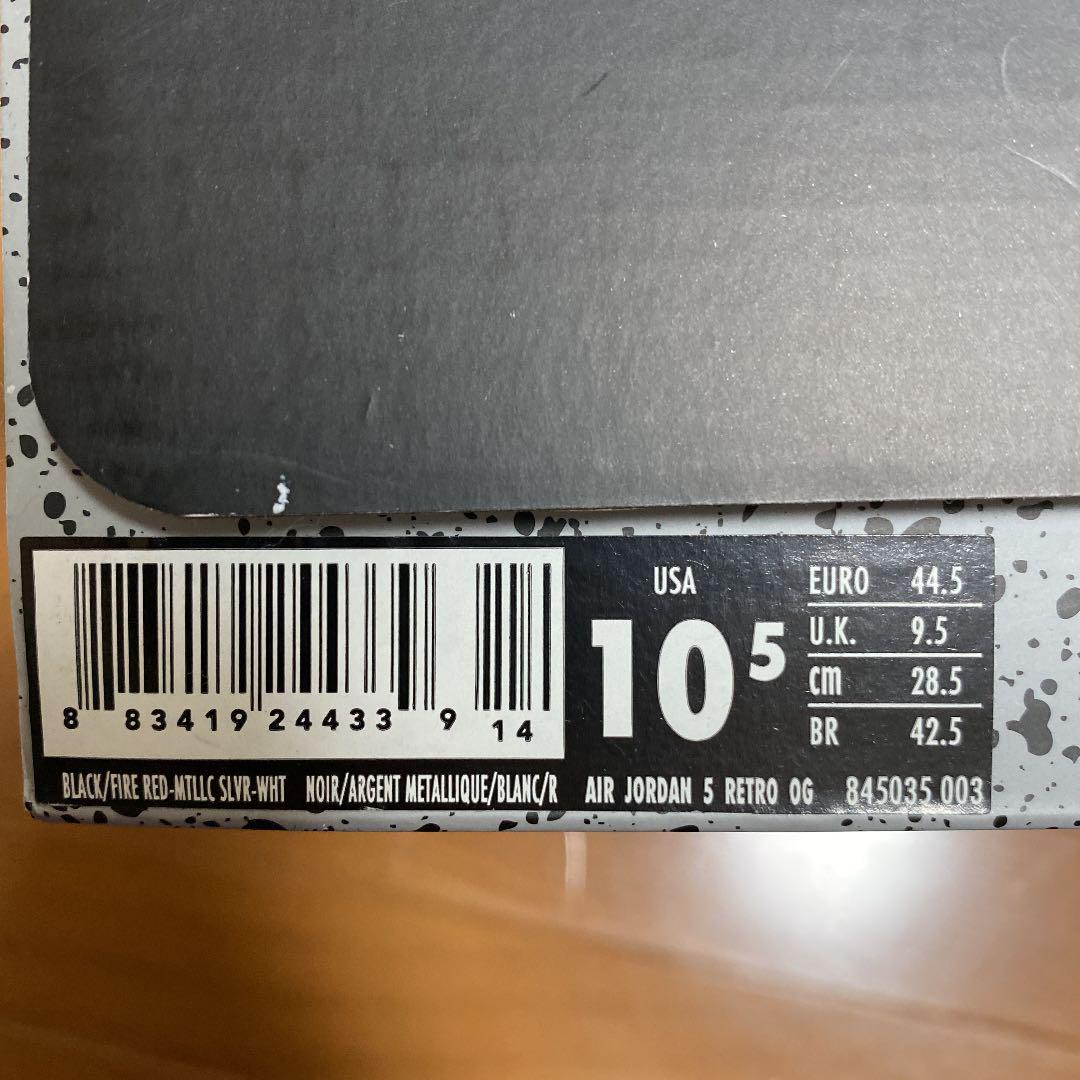 USA
10 5
EURO 44.5
U.K. 9.5
cm 28.5
BR 42.5
8 83419 24433 9 14
BLACK/FIRE RED-MTLLC SLVR-WHT NOIR/ARGENT METALLIQUE/BLANC/R AIR JORDAN 5 RETRO OG 845035 003